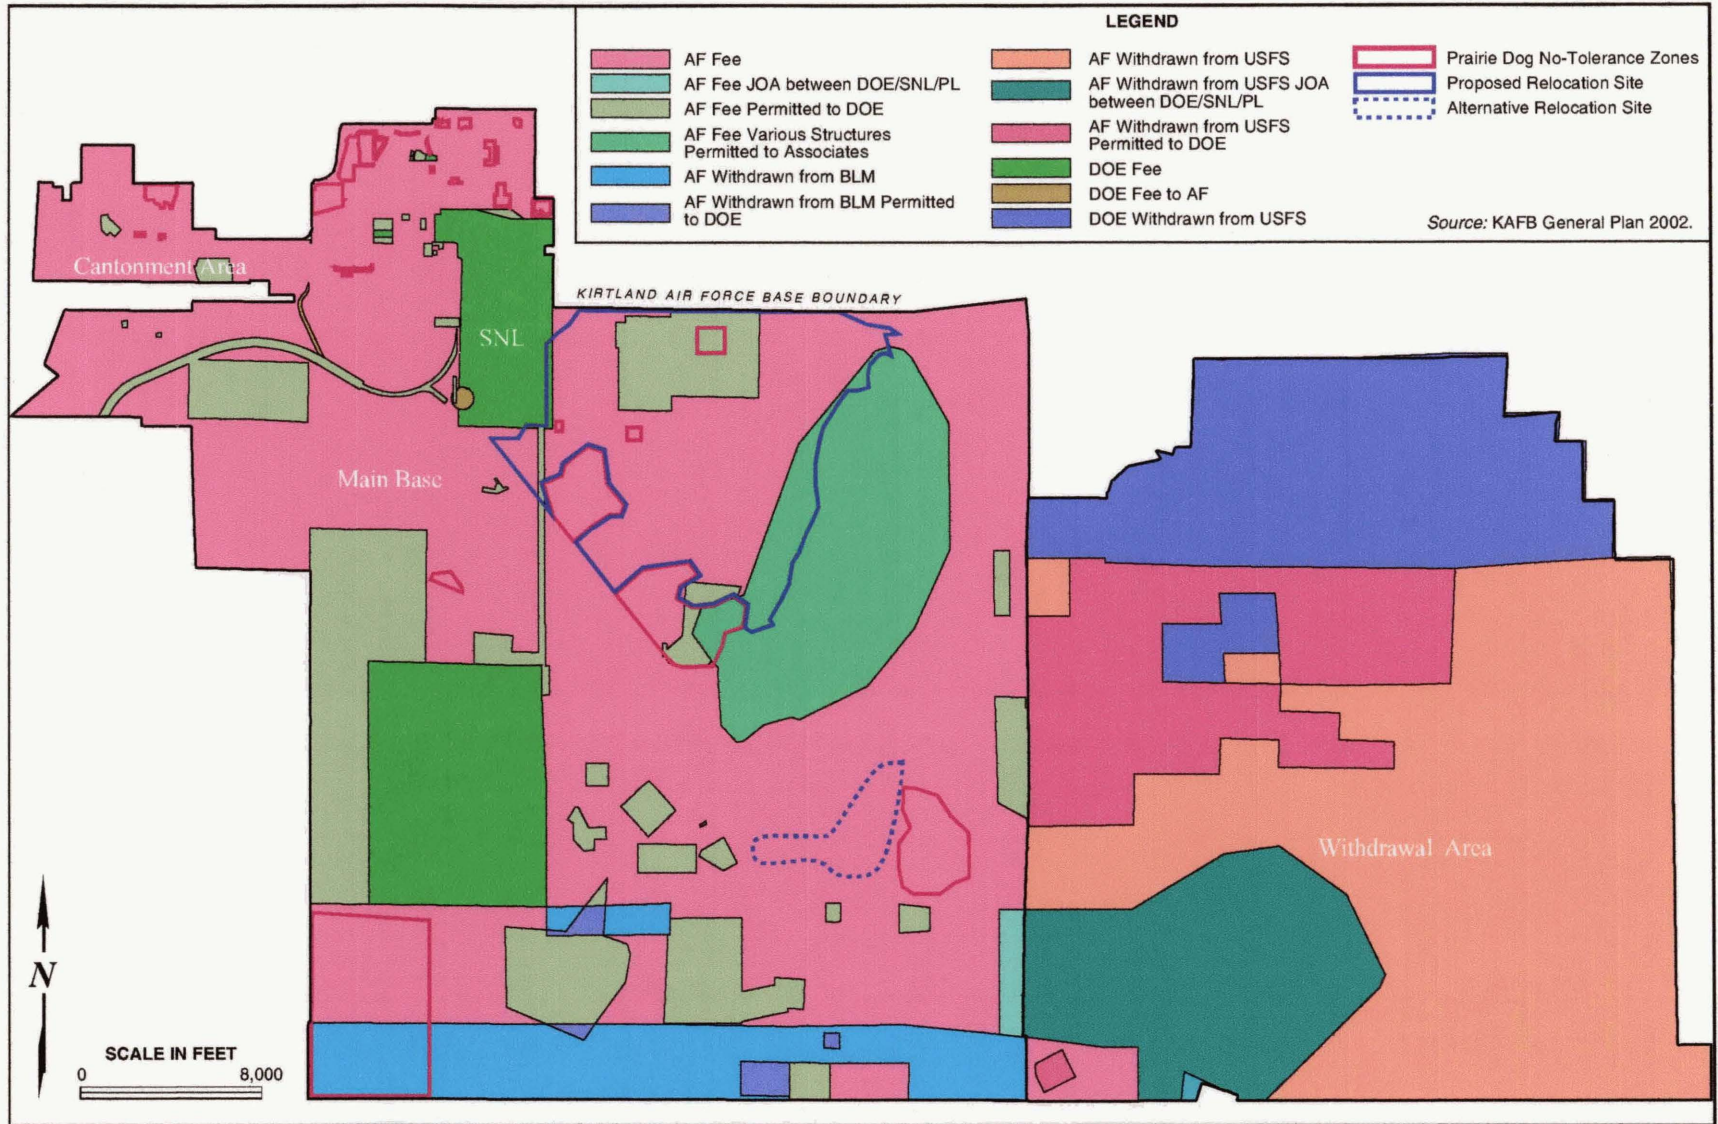 LEGEND
AF Fee
AF Fee JOA between DOE/SNL/PL
AF Fee Permitted to DOE
AF Fee Various Structures
Permitted to Associates
AF Withdrawn from BLM
AF Withdrawn from BLM Permitted
to DOE
AF Withdrawn from USFS
AF Withdrawn from USFS JOA
between DOE/SNL/PL
AF Withdrawn from USFS
Permitted to DOE
DOE Fee
DOE Fee to AF
DOE Withdrawn from USFS
Prairie Dog No-Tolerance Zones
Proposed Relocation Site
Alternative Relocation Site
Source: KAFB General Plan 2002.
Cantonment Area
KIRTLAND AIR FORCE BASE BOUNDARY
SNL
Main Base
Withdrawal Area
N
SCALE IN FEET
0 8,000